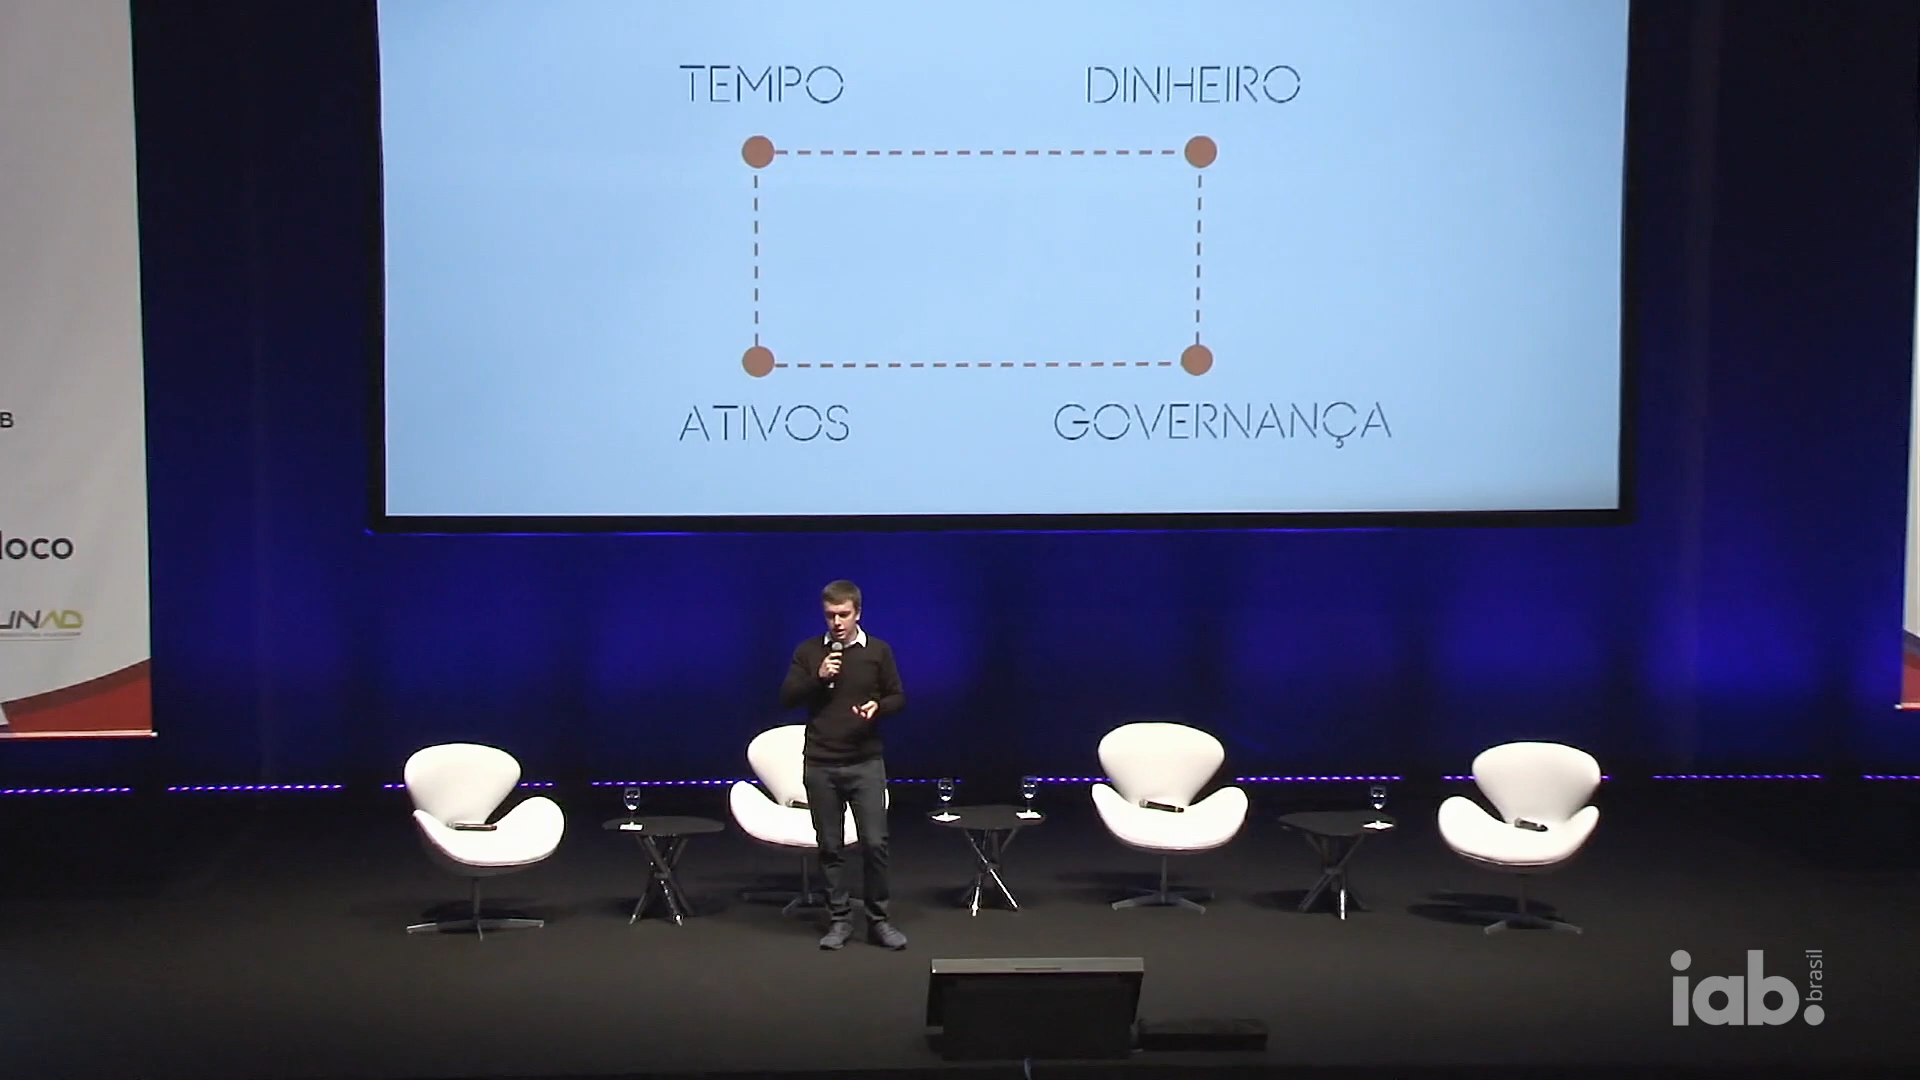 TEMPO
DINHEIRO
ATIVOS
GOVERNANÇA
B
loco
iab.
brasil